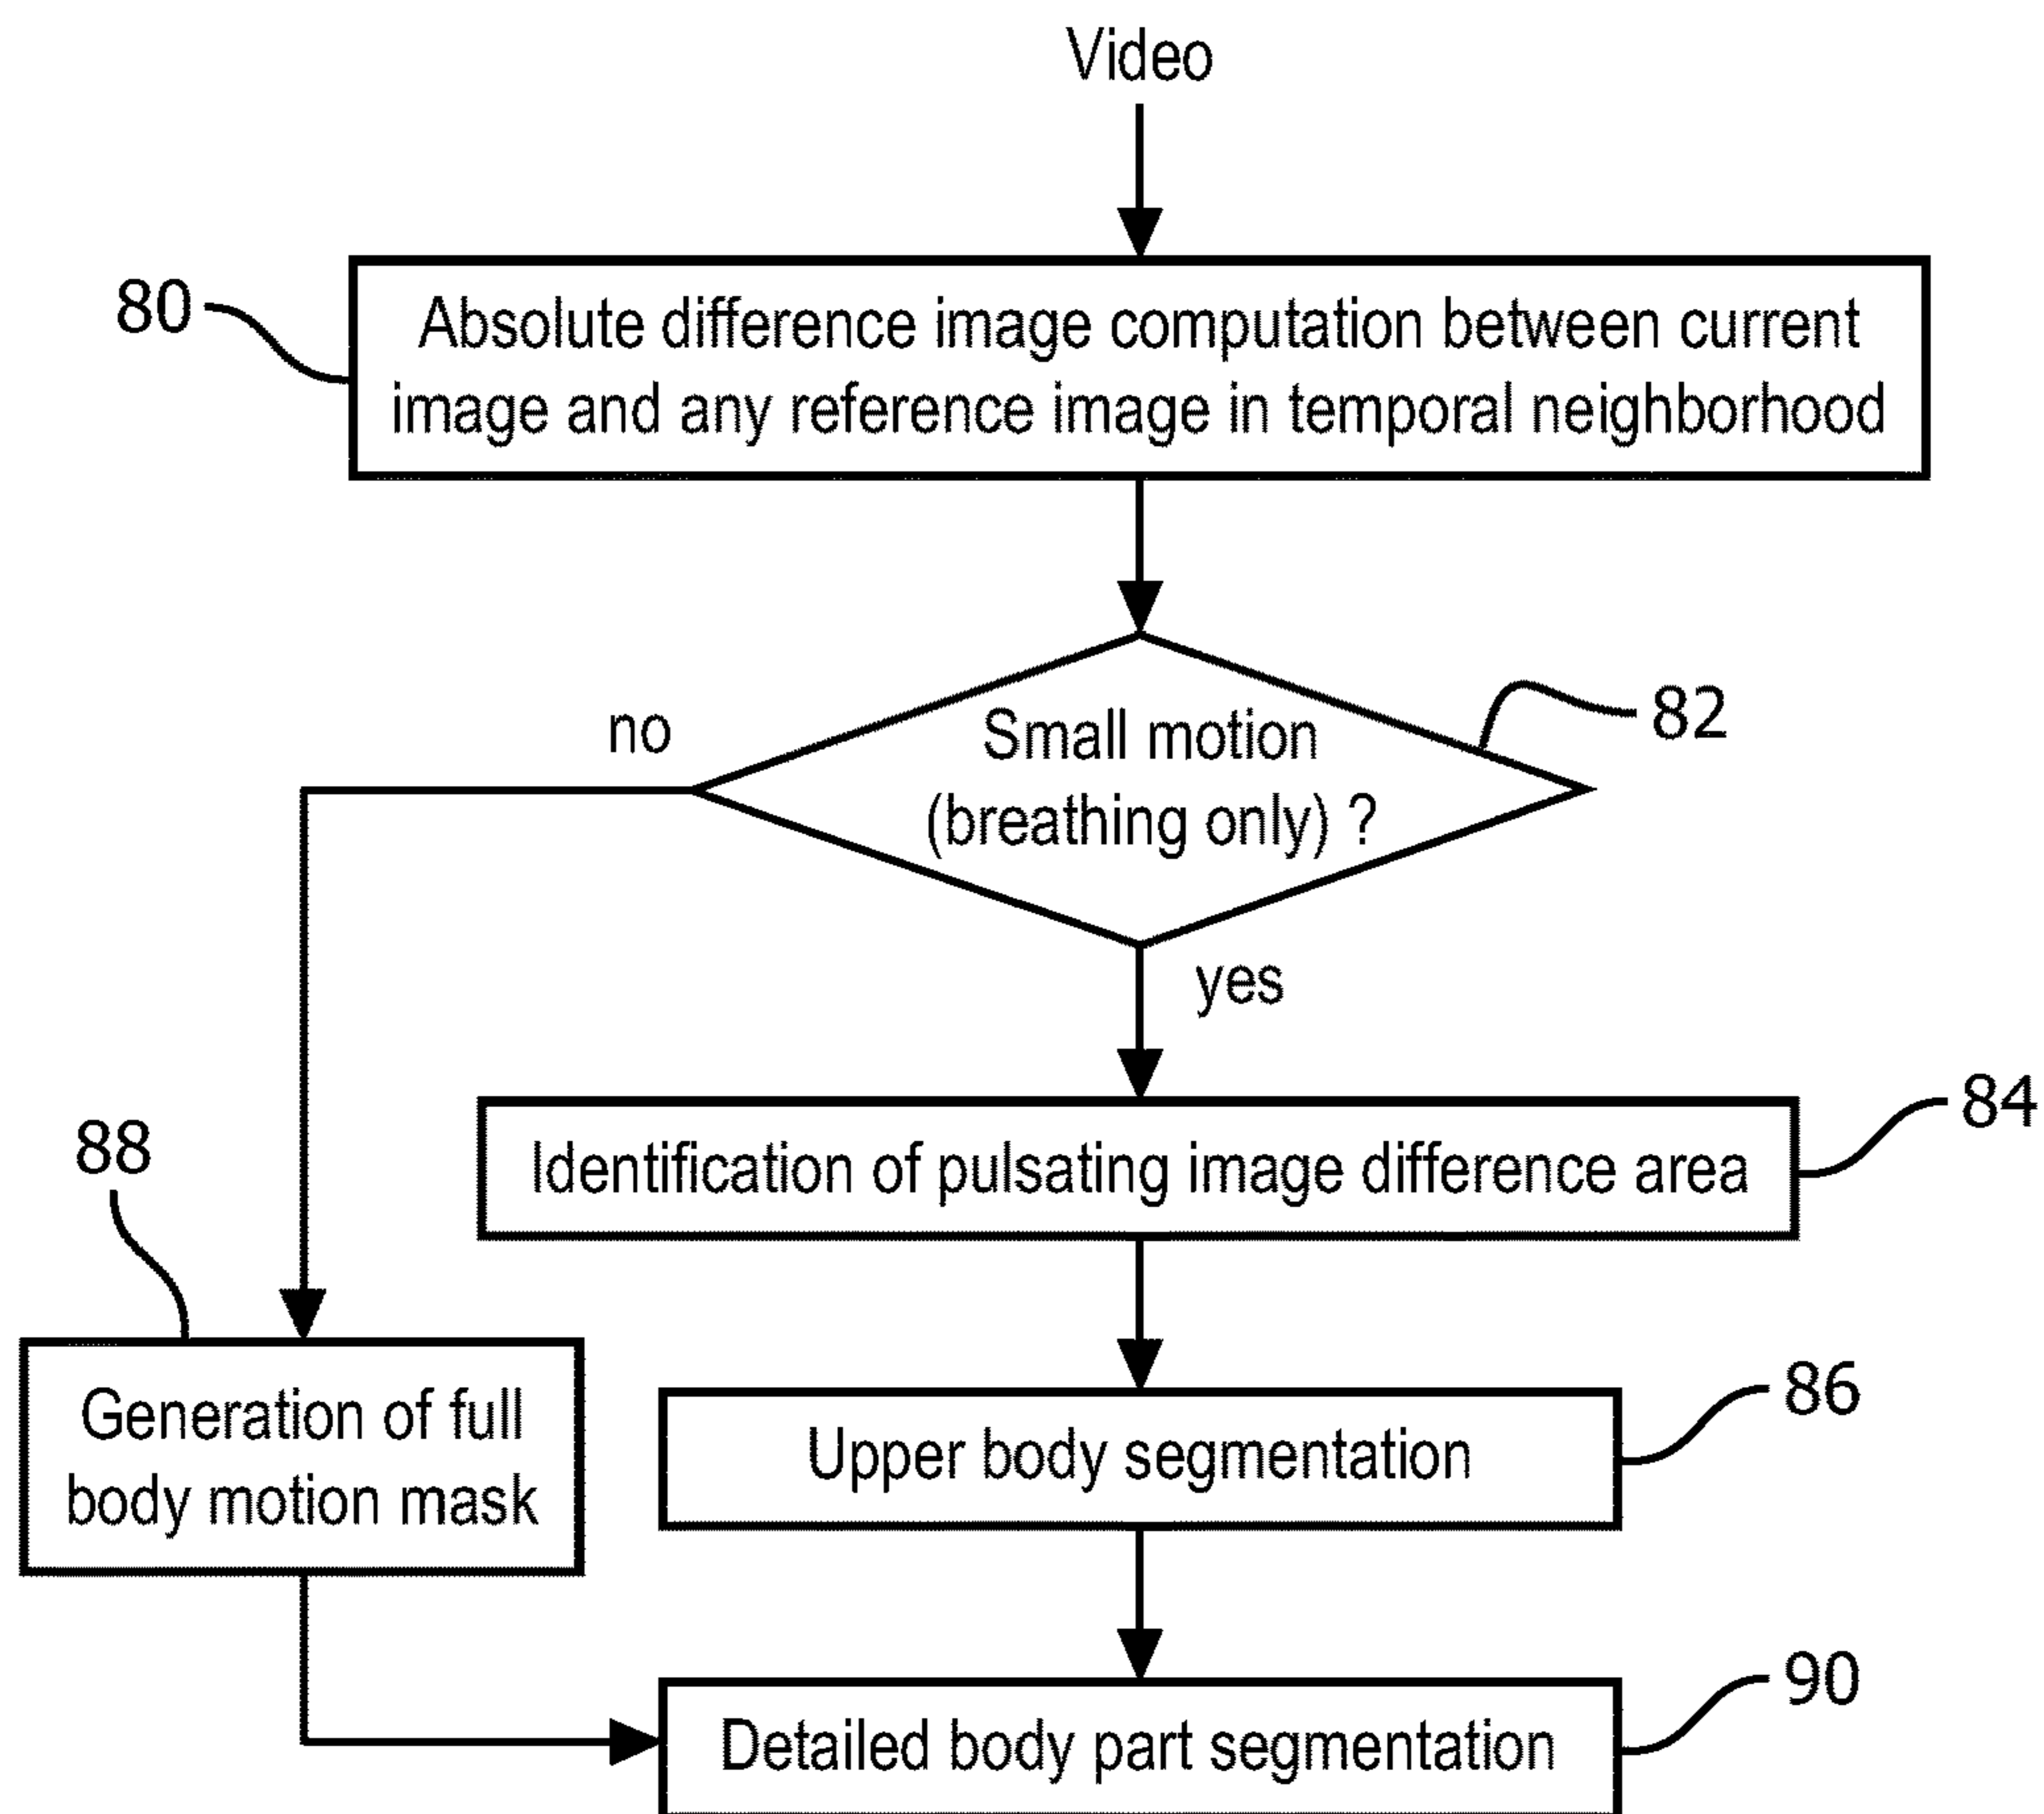 Video
80
Absolute difference image computation between current
image and any reference image in temporal neighborhood
82
no
Small motion
(breathing only) ?
yes
84
Identification of pulsating image difference area
88
Generation of full
body motion mask
86
Upper body segmentation
90
Detailed body part segmentation